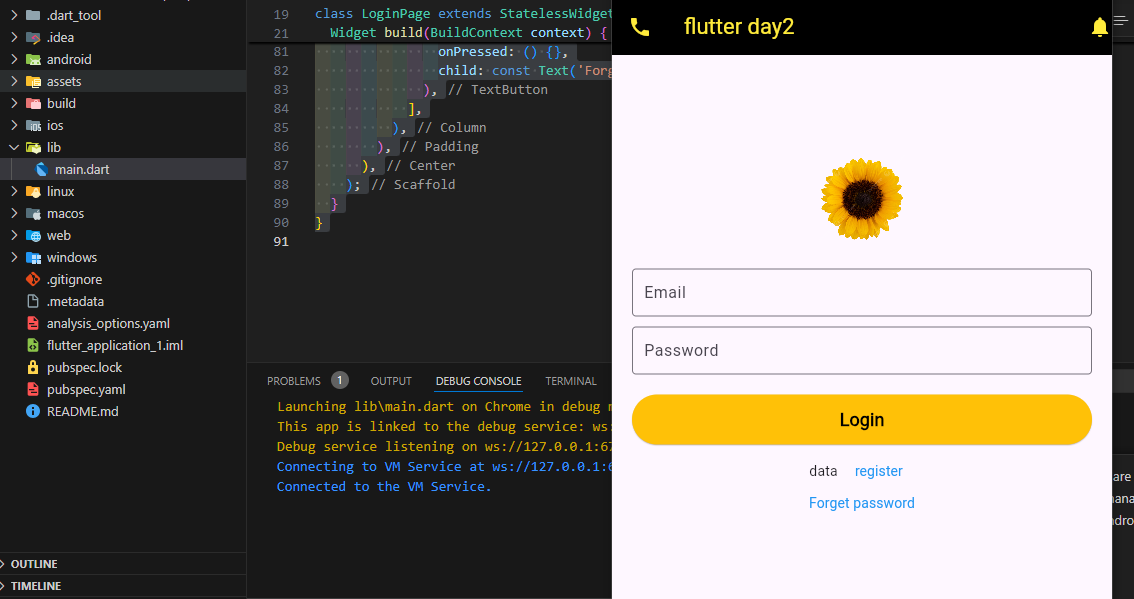 .dart_tool
.idea
android
assets
build
ios
lib
main.dart
linux
macos
web
windows
.gitignore
.metadata
analysis_options.yaml
flutter_application_1.iml
pubspec.lock
pubspec.yaml
README.md
OUTLINE
TIMELINE
19 class LoginPage extends StatelessWidget
21 Widget build(BuildContext context) {
81 onPressed: () {},
82 child: const Text('Forg
83 ), // TextButton
84 ],
85 ), // Column
86 ), // Padding
87 ), // Center
88 ); // Scaffold
89 }
90 }
91
PROBLEMS 1 OUTPUT DEBUG CONSOLE TERMINAL
Launching lib\main.dart on Chrome in debug m
This app is linked to the debug service: ws:
Debug service listening on ws://127.0.0.1:6
Connecting to VM Service at ws://127.0.0.1:6
Connected to the VM Service.
flutter day2
Email
Password
Login
data register
Forget password
are
ana
dro